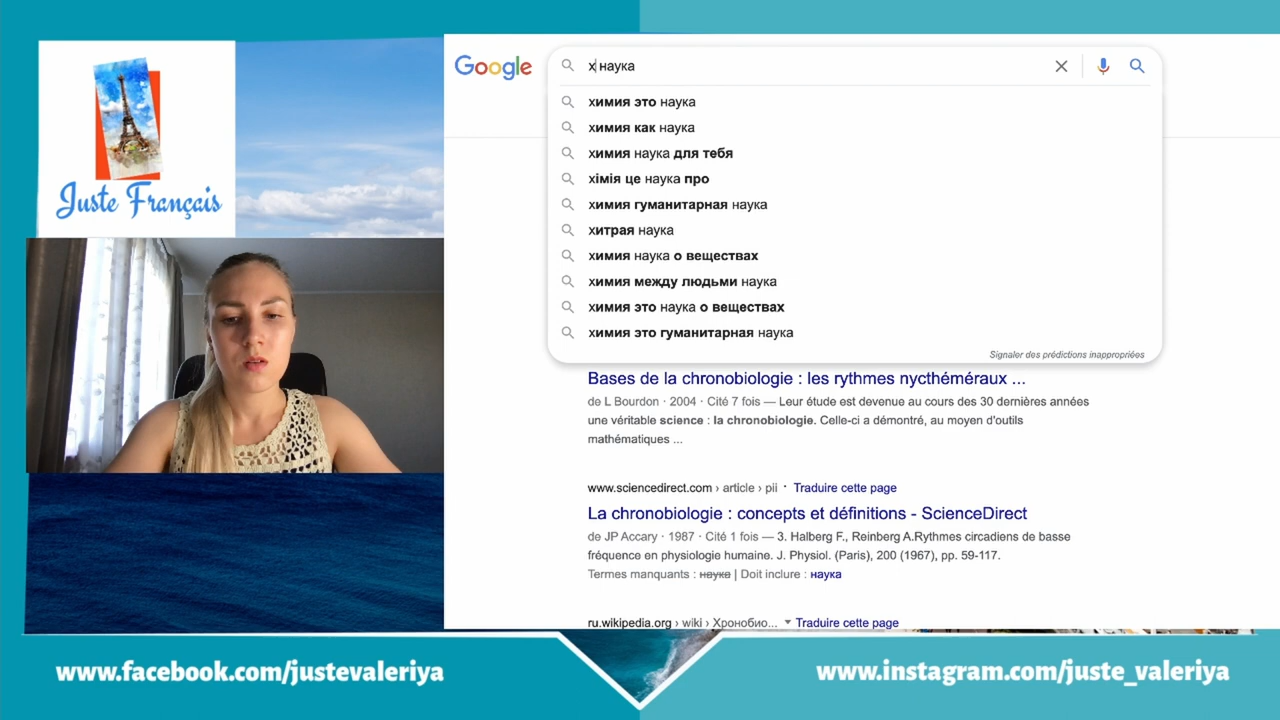 Juste Français
Google
х наука
химия это наука
химия как наука
химия наука для тебя
хімія це наука про
химия гуманитарная наука
хитрая наука
химия наука о веществах
химия между людьми наука
химия это наука о веществах
химия это гуманитарная наука
Signaler des prédictions inappropriées
Bases de la chronobiologie : les rythmes nycthéméraux ...
de L Bourdon · 2004 · Cité 7 fois — Leur étude est devenue au cours des 30 dernières années
une véritable science : la chronobiologie. Celle-ci a démontré, au moyen d'outils
mathématiques ...
www.sciencedirect.com › article › pii · Traduire cette page
La chronobiologie : concepts et définitions - ScienceDirect
de JP Accary · 1987 · Cité 1 fois — 3. Halberg F., Reinberg A.Rythmes circadiens de basse
fréquence en physiologie humaine. J. Physiol. (Paris), 200 (1967), pp. 59-117.
Termes manquants : наука | Doit inclure : наука
ru.wikipedia.org › wiki › Хронобио... Traduire cette page
www.facebook.com/justevaleriya
www.instagram.com/juste_valeriya